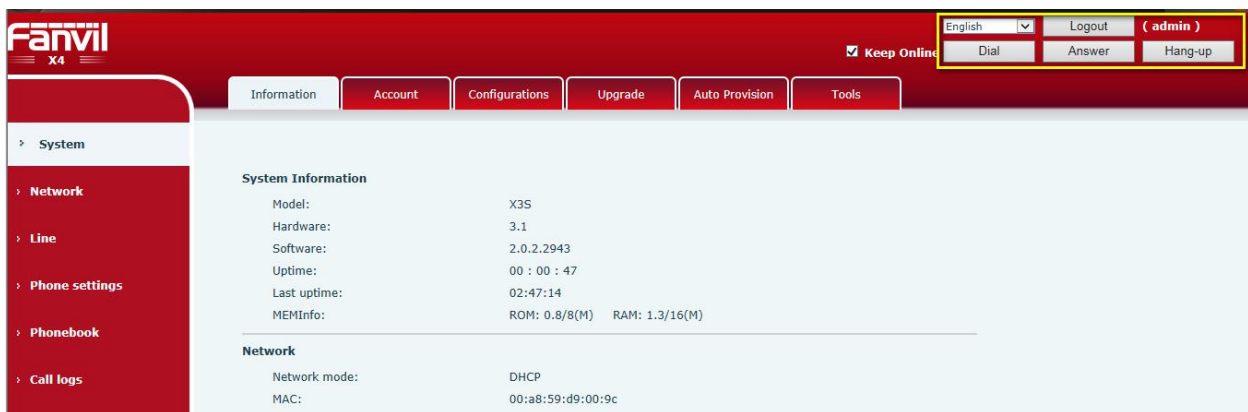 Fanvil
X4
English Logout ( admin )
Keep Online Dial Answer Hang-up
Information Account Configurations Upgrade Auto Provision Tools
› System
› Network
› Line
› Phone settings
› Phonebook
› Call logs
System Information
Model: X3S
Hardware: 3.1
Software: 2.0.2.2943
Uptime: 00 : 00 : 47
Last uptime: 02:47:14
MEMInfo: ROM: 0.8/8(M) RAM: 1.3/16(M)
Network
Network mode: DHCP
MAC: 00:a8:59:d9:00:9c